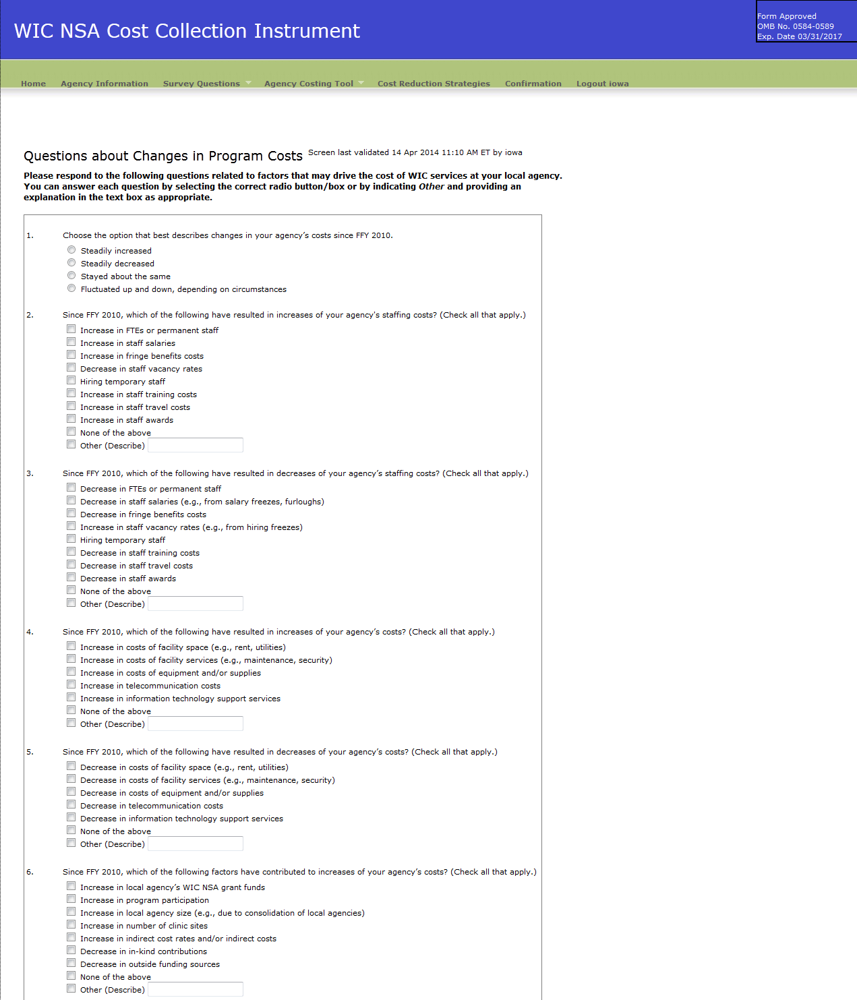 WIC NSA Cost Collection Instrument
Form Approved
OMB No. 0584-0589
Exp. Date 03/31/2017
Home Agency Information Survey Questions Agency Costing Tool Cost Reduction Strategies Confirmation Logout iowa
Questions about Changes in Program Costs Screen last validated 14 Apr 2014 11:10 AM ET by iowa
Please respond to the following questions related to factors that may drive the cost of WIC services at your local agency.
You can answer each question by selecting the correct radio button/box or by indicating Other and providing an
explanation in the text box as appropriate.
1. Choose the option that best describes changes in your agency’s costs since FFY 2010.
Steadily increased
Steadily decreased
Stayed about the same
Fluctuated up and down, depending on circumstances
2. Since FFY 2010, which of the following have resulted in increases of your agency's staffing costs? (Check all that apply.)
Increase in FTEs or permanent staff
Increase in staff salaries
Increase in fringe benefits costs
Decrease in staff vacancy rates
Hiring temporary staff
Increase in staff training costs
Increase in staff travel costs
Increase in staff awards
None of the above
Other (Describe)
3. Since FFY 2010, which of the following have resulted in decreases of your agency’s staffing costs? (Check all that apply.)
Decrease in FTEs or permanent staff
Decrease in staff salaries (e.g., from salary freezes, furloughs)
Decrease in fringe benefits costs
Increase in staff vacancy rates (e.g., from hiring freezes)
Hiring temporary staff
Decrease in staff training costs
Decrease in staff travel costs
Decrease in staff awards
None of the above
Other (Describe)
4. Since FFY 2010, which of the following have resulted in increases of your agency’s costs? (Check all that apply.)
Increase in costs of facility space (e.g., rent, utilities)
Increase in costs of facility services (e.g., maintenance, security)
Increase in costs of equipment and/or supplies
Increase in telecommunication costs
Increase in information technology support services
None of the above
Other (Describe)
5. Since FFY 2010, which of the following have resulted in decreases of your agency’s costs? (Check all that apply.)
Decrease in costs of facility space (e.g., rent, utilities)
Decrease in costs of facility services (e.g., maintenance, security)
Decrease in costs of equipment and/or supplies
Decrease in telecommunication costs
Decrease in information technology support services
None of the above
Other (Describe)
6. Since FFY 2010, which of the following factors have contributed to increases of your agency’s costs? (Check all that apply.)
Increase in local agency’s WIC NSA grant funds
Increase in program participation
Increase in local agency size (e.g., due to consolidation of local agencies)
Increase in number of clinic sites
Increase in indirect cost rates and/or indirect costs
Decrease in in-kind contributions
Decrease in outside funding sources
None of the above
Other (Describe)